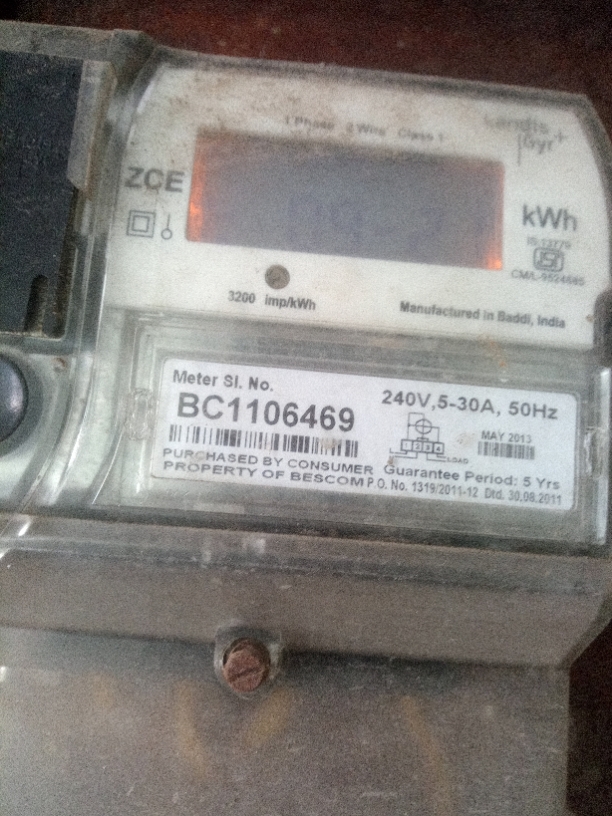 1 Phase 2 Wire Class 1
Landis+
Gyr
ZCE
kWh
IS:13779
CM/L-9524685
3200 imp/kWh
Manufactured in Baddi, India
Meter Sl. No.
BC1106469
240V,5-30A, 50Hz
MAY 2013
LOAD
PURCHASED BY CONSUMER
Guarantee Period: 5 Yrs
PROPERTY OF BESCOM
P.O. No. 1319/2011-12 Dtd. 30.08.2011